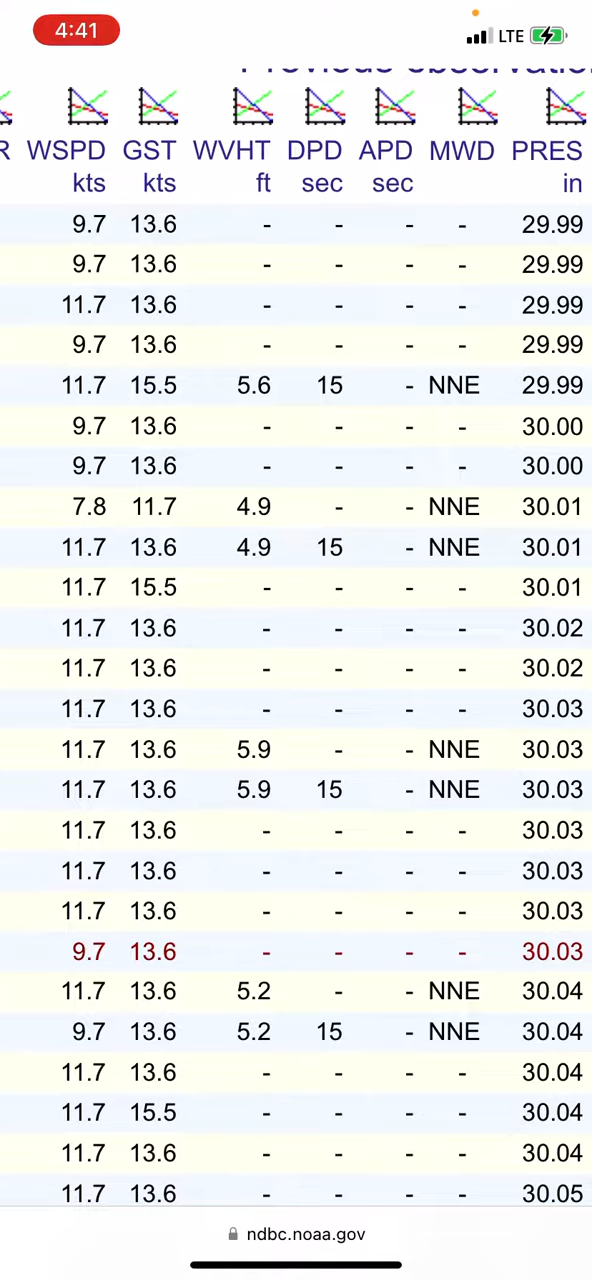 4:41 LTE
Previous observations
R WSPD GST WVHT DPD APD MWD PRES
kts kts ft sec sec in
9.7 13.6 - - - - 29.99
9.7 13.6 - - - - 29.99
11.7 13.6 - - - - 29.99
9.7 13.6 - - - - 29.99
11.7 15.5 5.6 15 - NNE 29.99
9.7 13.6 - - - - 30.00
9.7 13.6 - - - - 30.00
7.8 11.7 4.9 - - NNE 30.01
11.7 13.6 4.9 15 - NNE 30.01
11.7 15.5 - - - - 30.01
11.7 13.6 - - - - 30.02
11.7 13.6 - - - - 30.02
11.7 13.6 - - - - 30.03
11.7 13.6 5.9 - - NNE 30.03
11.7 13.6 5.9 15 - NNE 30.03
11.7 13.6 - - - - 30.03
11.7 13.6 - - - - 30.03
11.7 13.6 - - - - 30.03
9.7 13.6 - - - - 30.03
11.7 13.6 5.2 - - NNE 30.04
9.7 13.6 5.2 15 - NNE 30.04
11.7 13.6 - - - - 30.04
11.7 15.5 - - - - 30.04
11.7 13.6 - - - - 30.04
11.7 13.6 - - - - 30.05
ndbc.noaa.gov